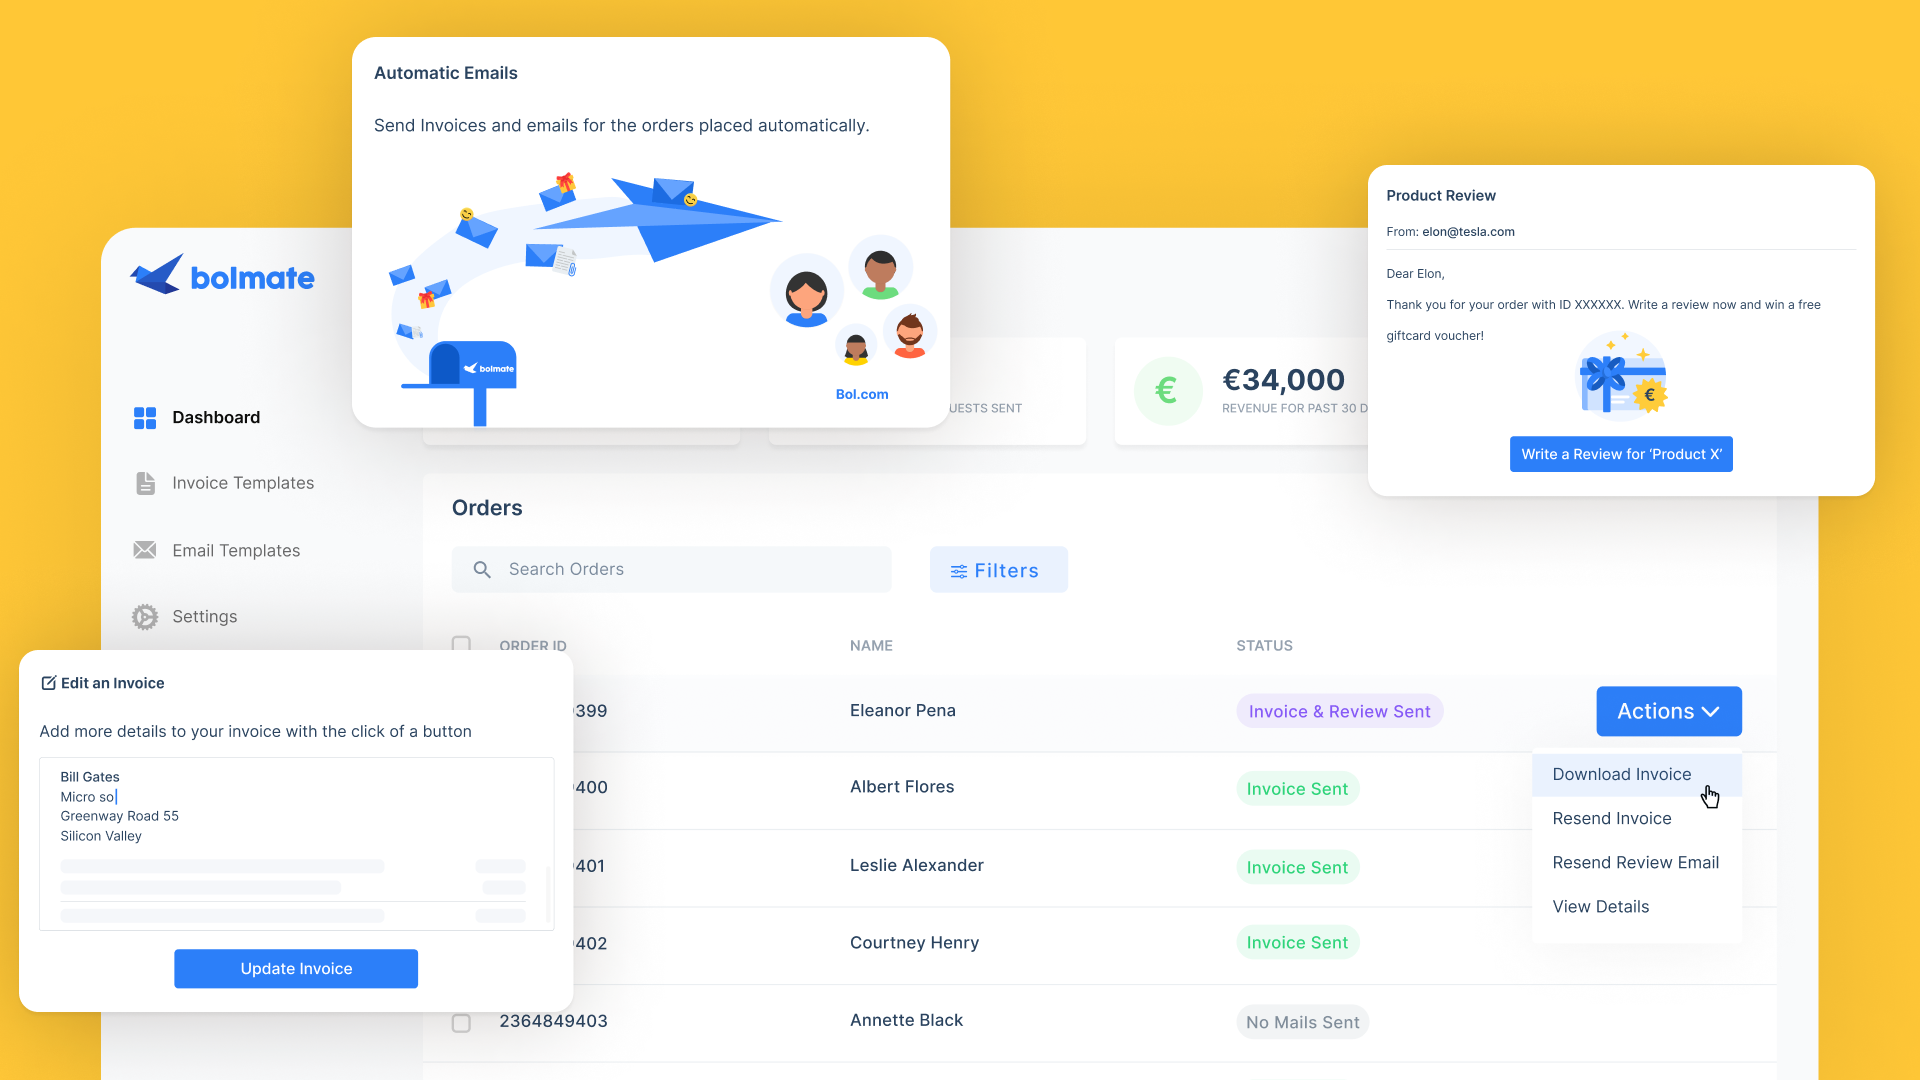 Automatic Emails
Send Invoices and emails for the orders placed automatically.
bolmate
Bol.com
Product Review
From: elon@tesla.com
Dear Elon,
Thank you for your order with ID XXXXXX. Write a review now and win a free
giftcard voucher!
€
Write a Review for ‘Product X’
bolmate
Dashboard
Invoice Templates
Email Templates
Settings
SENT
€
€34,000
REVENUE FOR PAST 30
Orders
Search Orders
Filters
ORDER ID
NAME
STATUS
399
Eleanor Pena
Invoice & Review Sent
Actions
400
Albert Flores
Invoice Sent
401
Leslie Alexander
Invoice Sent
402
Courtney Henry
Invoice Sent
2364849403
Annette Black
No Mails Sent
Download Invoice
Resend Invoice
Resend Review Email
View Details
Edit an Invoice
Add more details to your invoice with the click of a button
Bill Gates
Micro so
Greenway Road 55
Silicon Valley
Update Invoice